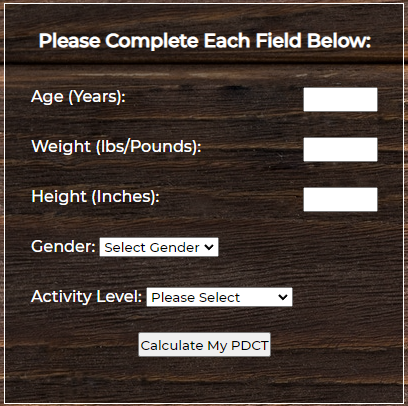 Please Complete Each Field Below:
Age (Years):
Weight (lbs/Pounds):
Height (Inches):
Gender: Select Gender
Activity Level: Please Select
Calculate My PDCT